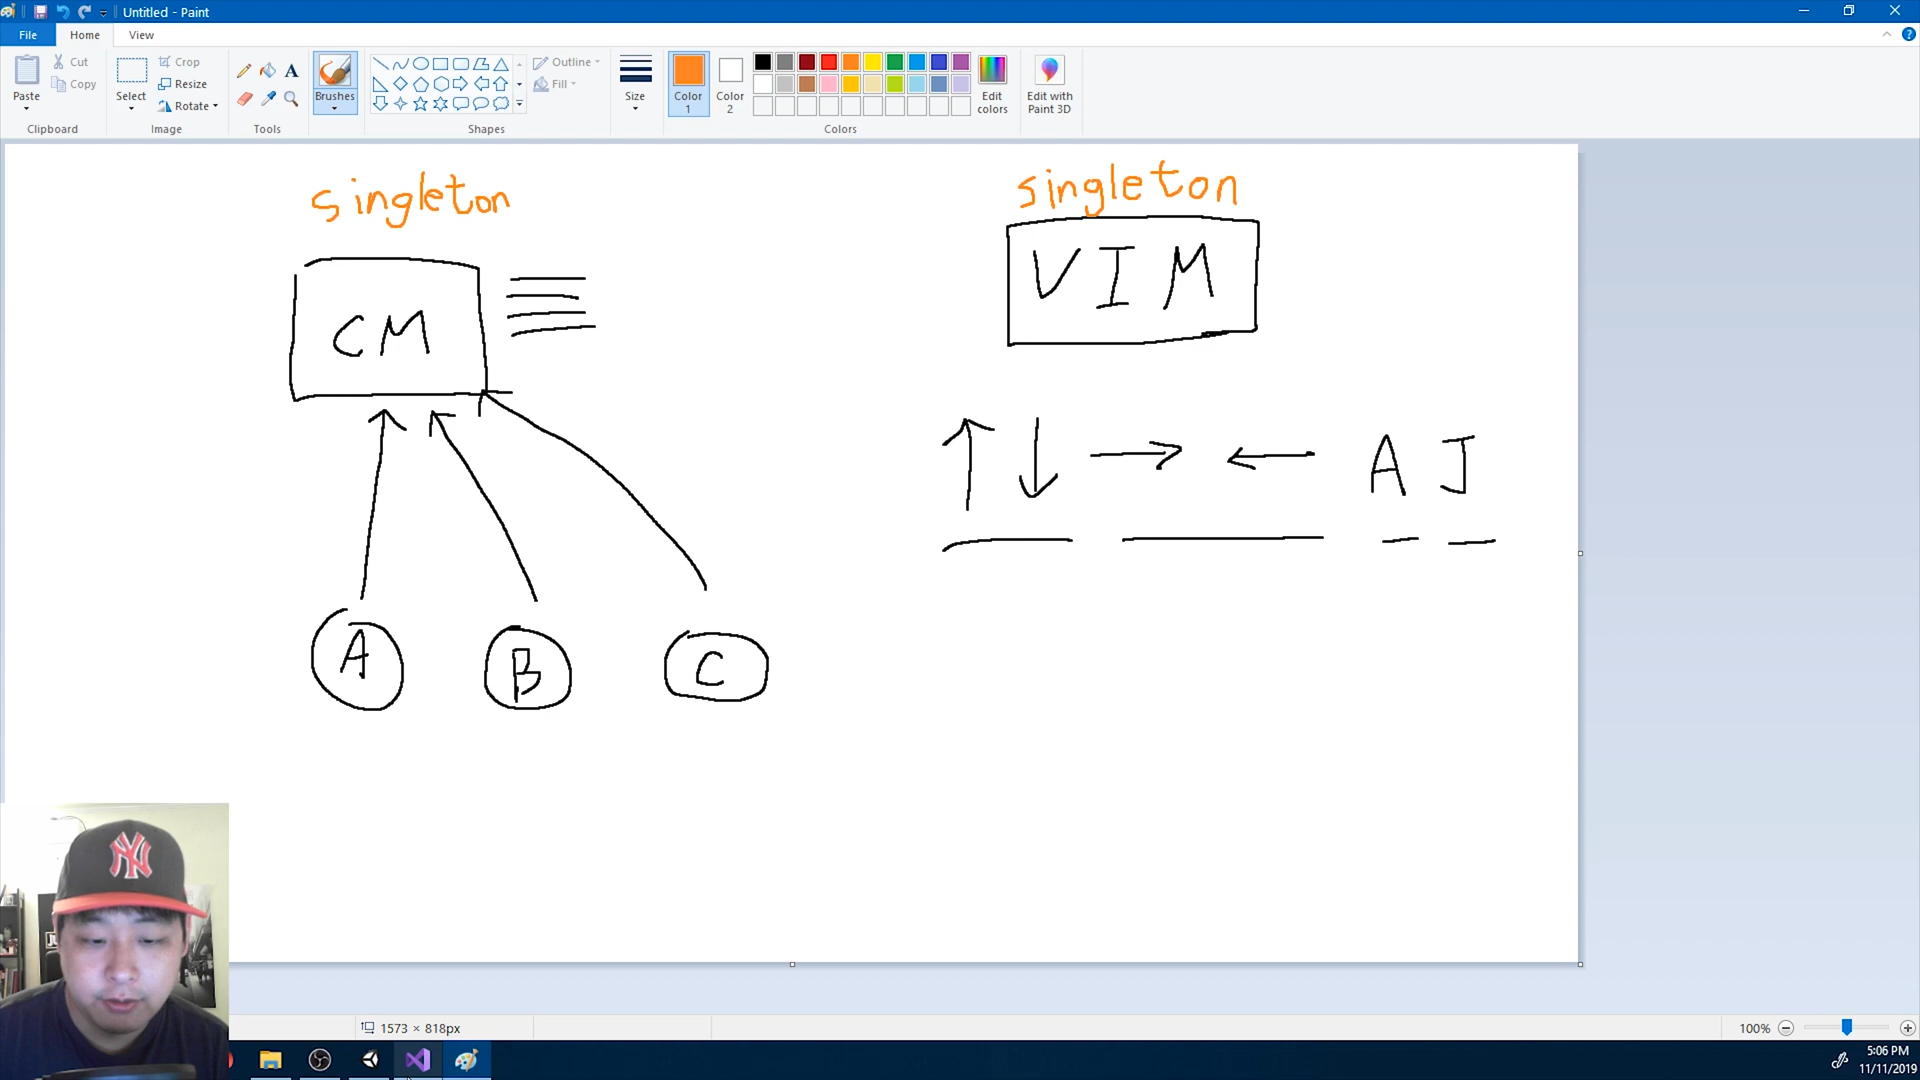 Untitled - Paint
File Home View
Paste
Cut
Copy
Clipboard
Select
Crop
Resize
Rotate
Image
Tools
Brushes
Shapes
Outline
Fill
Size
Color 1
Color 2
Edit colors
Edit with Paint 3D
Colors
singleton
singleton
CM
VIM
A J
A B C
NY
1573 × 818px
100%
5:06 PM
11/11/2019